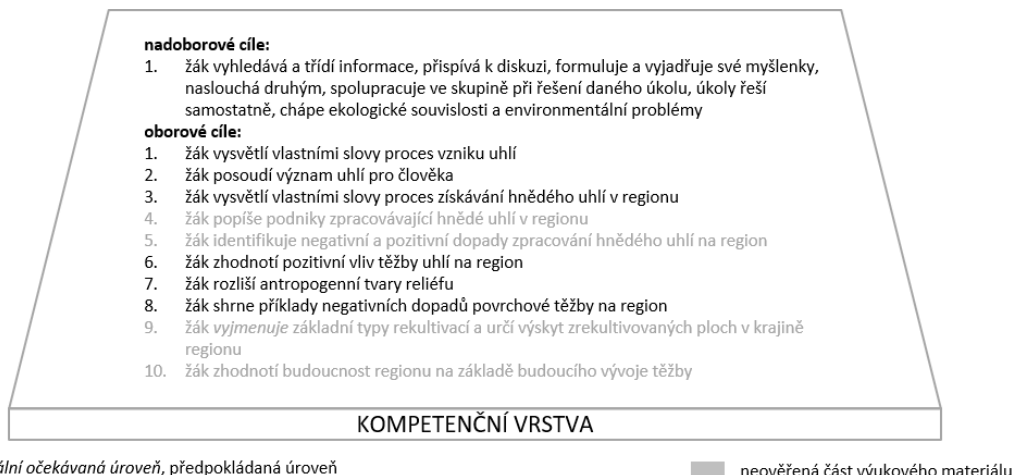 nadoborové cíle:
1. žák vyhledává a třídí informace, přispívá k diskuzi, formuluje a vyjadřuje své myšlenky,
naslouchá druhým, spolupracuje ve skupině při řešení daného úkolu, úkoly řeší
samostatně, chápe ekologické souvislosti a environmentální problémy
oborové cíle:
1. žák vysvětlí vlastními slovy proces vzniku uhlí
2. žák posoudí význam uhlí pro člověka
3. žák vysvětlí vlastními slovy proces získávání hnědého uhlí v regionu
4. žák popíše podniky zpracovávající hnědé uhlí v regionu
5. žák identifikuje negativní a pozitivní dopady zpracování hnědého uhlí na region
6. žák zhodnotí pozitivní vliv těžby uhlí na region
7. žák rozliší antropogenní tvary reliéfu
8. žák shrne příklady negativních dopadů povrchové těžby na region
9. žák vyjmenuje základní typy rekultivací a určí výskyt zrekultivovaných ploch v krajině
regionu
10. žák zhodnotí budoucnost regionu na základě budoucího vývoje těžby
KOMPETENČNÍ VRSTVA
ální očekávaná úroveň, předpokládaná úroveň
neověřená část výukového materiálu